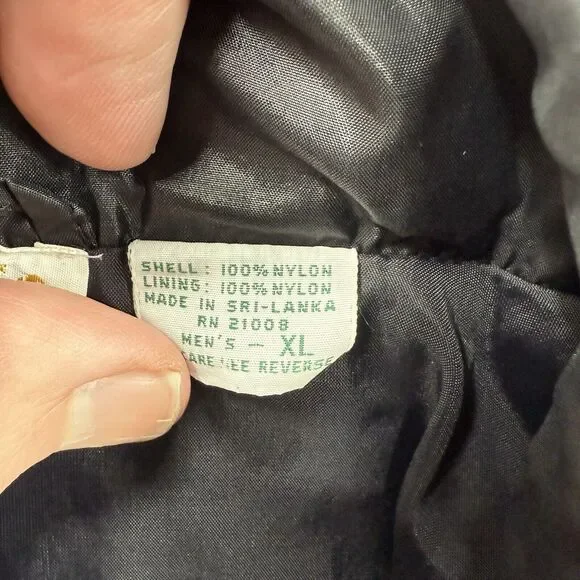 SHELL: 100% NYLON
LINING: 100% NYLON
MADE IN SRI-LANKA
RN 21008
MEN'S — XL
CARE SEE REVERSE